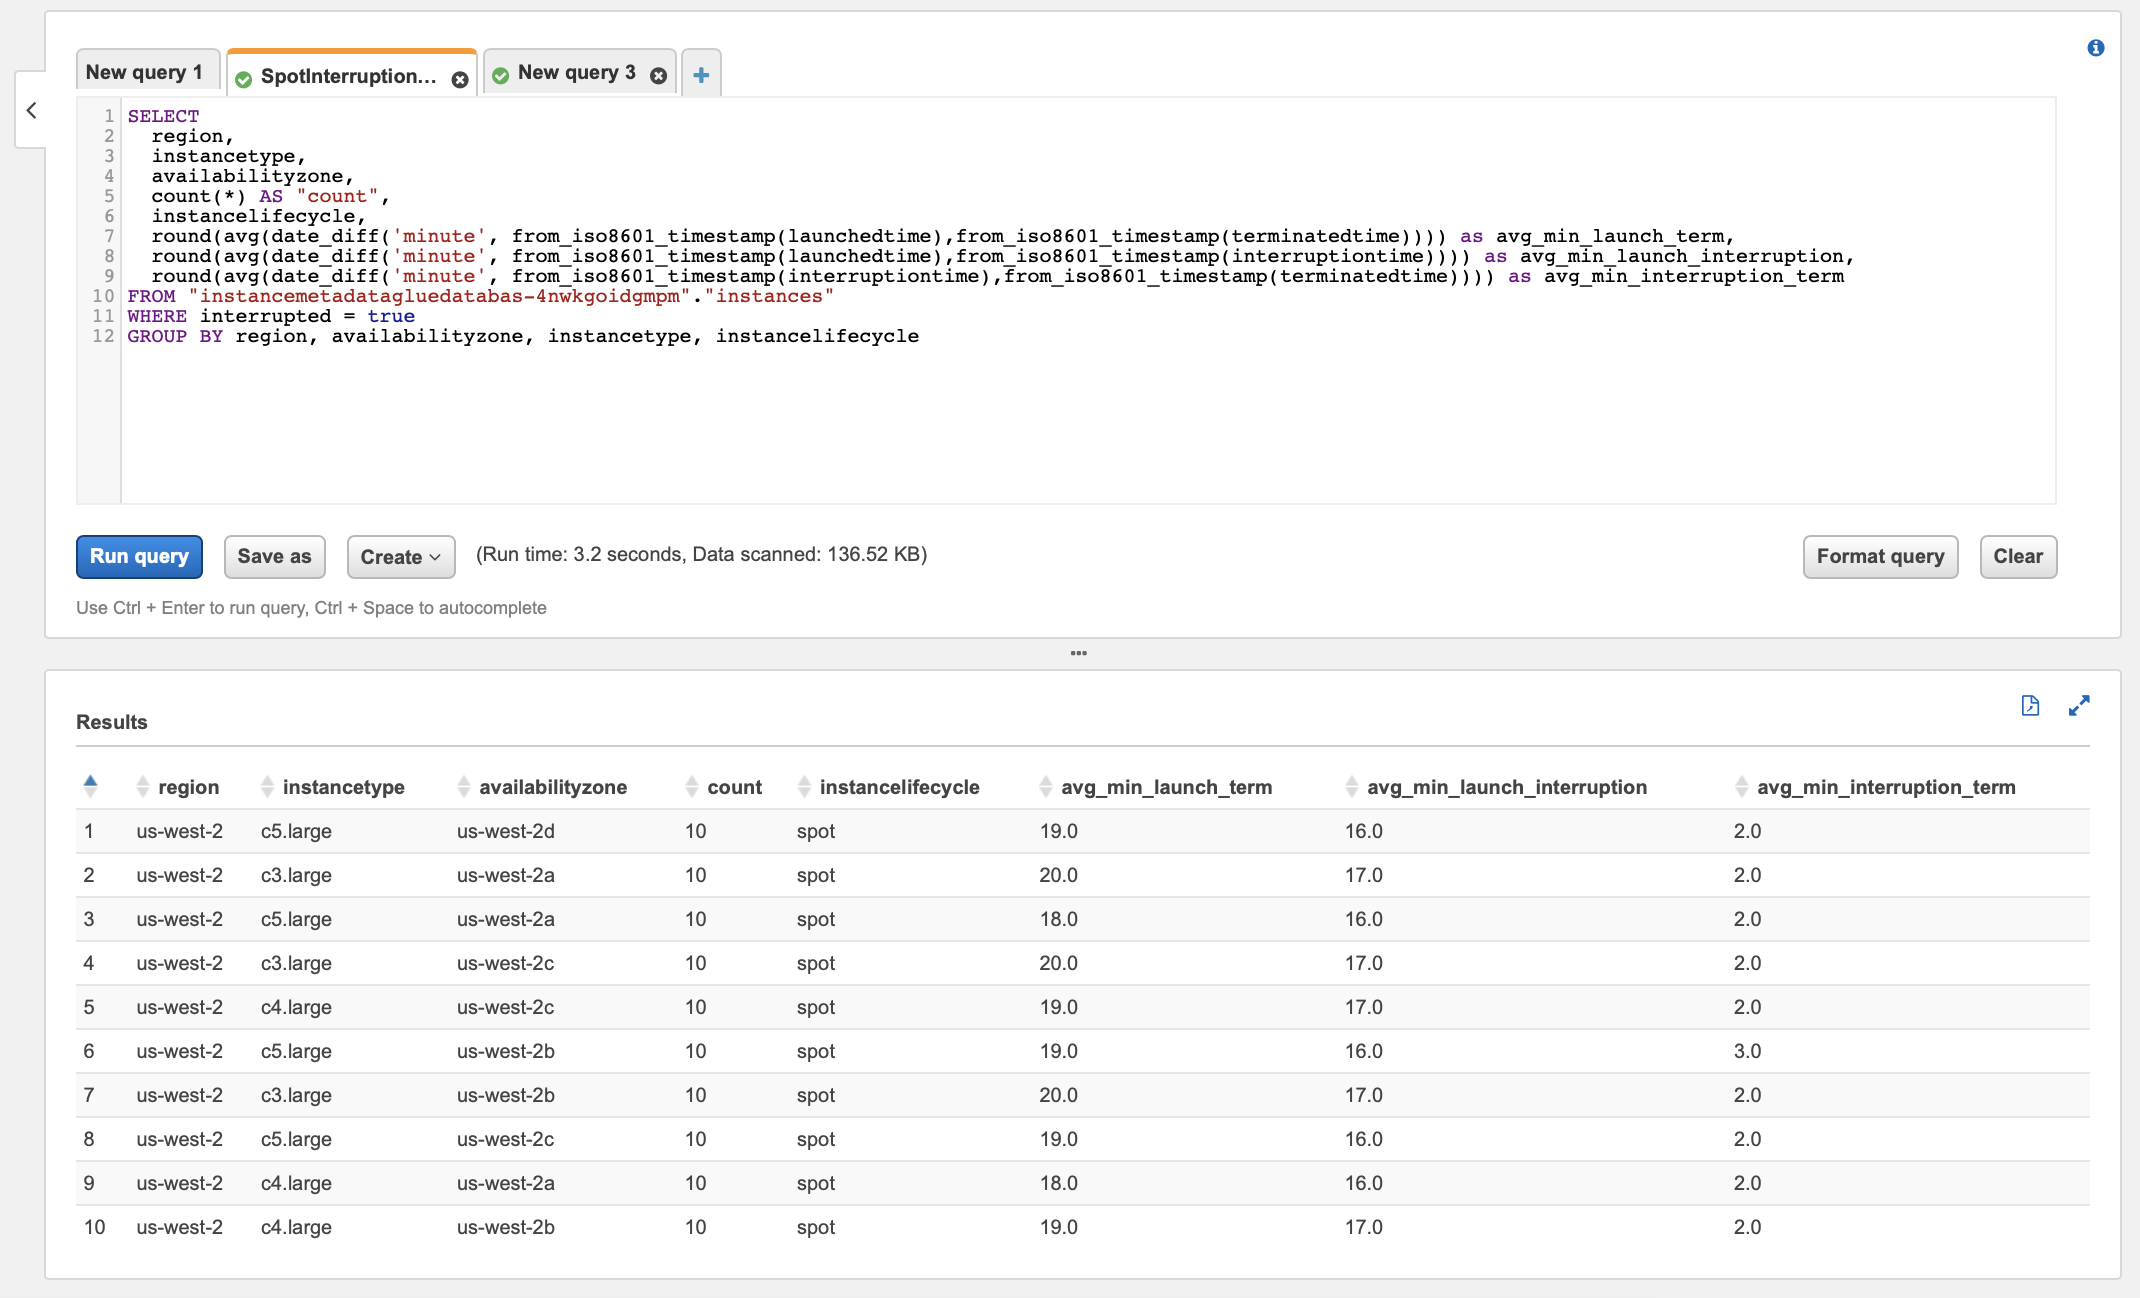 New query 1
SpotInterruption...
New query 3
1 SELECT
2 region,
3 instancetype,
4 availabilityzone,
5 count(*) AS "count",
6 instancelifecycle,
7 round(avg(date_diff('minute', from_iso8601_timestamp(launchedtime),from_iso8601_timestamp(terminatedtime)))) as avg_min_launch_term,
8 round(avg(date_diff('minute', from_iso8601_timestamp(launchedtime),from_iso8601_timestamp(interruptiontime)))) as avg_min_launch_interruption,
9 round(avg(date_diff('minute', from_iso8601_timestamp(interruptiontime),from_iso8601_timestamp(terminatedtime)))) as avg_min_interruption_term
10 FROM "instancemetadatagluedatabas-4nwkgoidgmpm"."instances"
11 WHERE interrupted = true
12 GROUP BY region, availabilityzone, instancetype, instancelifecycle
Run query Save as Create (Run time: 3.2 seconds, Data scanned: 136.52 KB) Format query Clear
Use Ctrl + Enter to run query, Ctrl + Space to autocomplete
Results
region instancetype availabilityzone count instancelifecycle avg_min_launch_term avg_min_launch_interruption avg_min_interruption_term
1 us-west-2 c5.large us-west-2d 10 spot 19.0 16.0 2.0
2 us-west-2 c3.large us-west-2a 10 spot 20.0 17.0 2.0
3 us-west-2 c5.large us-west-2a 10 spot 18.0 16.0 2.0
4 us-west-2 c3.large us-west-2c 10 spot 20.0 17.0 2.0
5 us-west-2 c4.large us-west-2c 10 spot 19.0 17.0 2.0
6 us-west-2 c5.large us-west-2b 10 spot 19.0 16.0 3.0
7 us-west-2 c3.large us-west-2b 10 spot 20.0 17.0 2.0
8 us-west-2 c5.large us-west-2c 10 spot 19.0 16.0 2.0
9 us-west-2 c4.large us-west-2a 10 spot 18.0 16.0 2.0
10 us-west-2 c4.large us-west-2b 10 spot 19.0 17.0 2.0